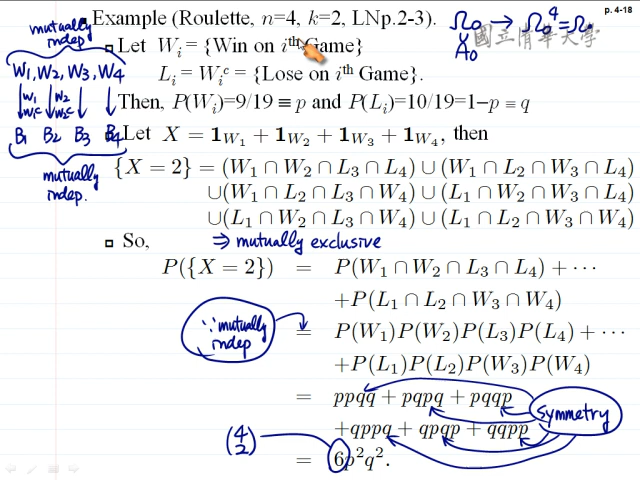 p. 4-18
Example (Roulette, n=4, k=2, LNp.2-3).
Ω₀ → Ω₀⁴ = Ω.
A₀
國立清華大學
mutually indep
W₁, W₂, W₃, W₄
W₁ W₁ᶜ W₂ W₂ᶜ
B₁ B₂ B₃ B₄
mutually indep.
Let Wᵢ = {Win on iᵗʰ Game}
Lᵢ = Wᵢᶜ = {Lose on iᵗʰ Game}.
Then, P(Wᵢ)=9/19 ≡ p and P(Lᵢ)=10/19=1−p ≡ q
Let X = 1_{W₁} + 1_{W₂} + 1_{W₃} + 1_{W₄}, then
{X = 2} = (W₁ ∩ W₂ ∩ L₃ ∩ L₄) ∪ (W₁ ∩ L₂ ∩ W₃ ∩ L₄)
∪(W₁ ∩ L₂ ∩ L₃ ∩ W₄) ∪ (L₁ ∩ W₂ ∩ W₃ ∩ L₄)
∪(L₁ ∩ W₂ ∩ L₃ ∩ W₄) ∪ (L₁ ∩ L₂ ∩ W₃ ∩ W₄)
So, ⇒ mutually exclusive
P({X = 2}) = P(W₁ ∩ W₂ ∩ L₃ ∩ L₄) + ⋯
+P(L₁ ∩ L₂ ∩ W₃ ∩ W₄)
∵ mutually indep
= P(W₁)P(W₂)P(L₃)P(L₄) + ⋯
+P(L₁)P(L₂)P(W₃)P(W₄)
= ppqq + pqpq + pqqp
symmetry
+qppq + qpqp + qqpp
(4 2)
= 6p²q².